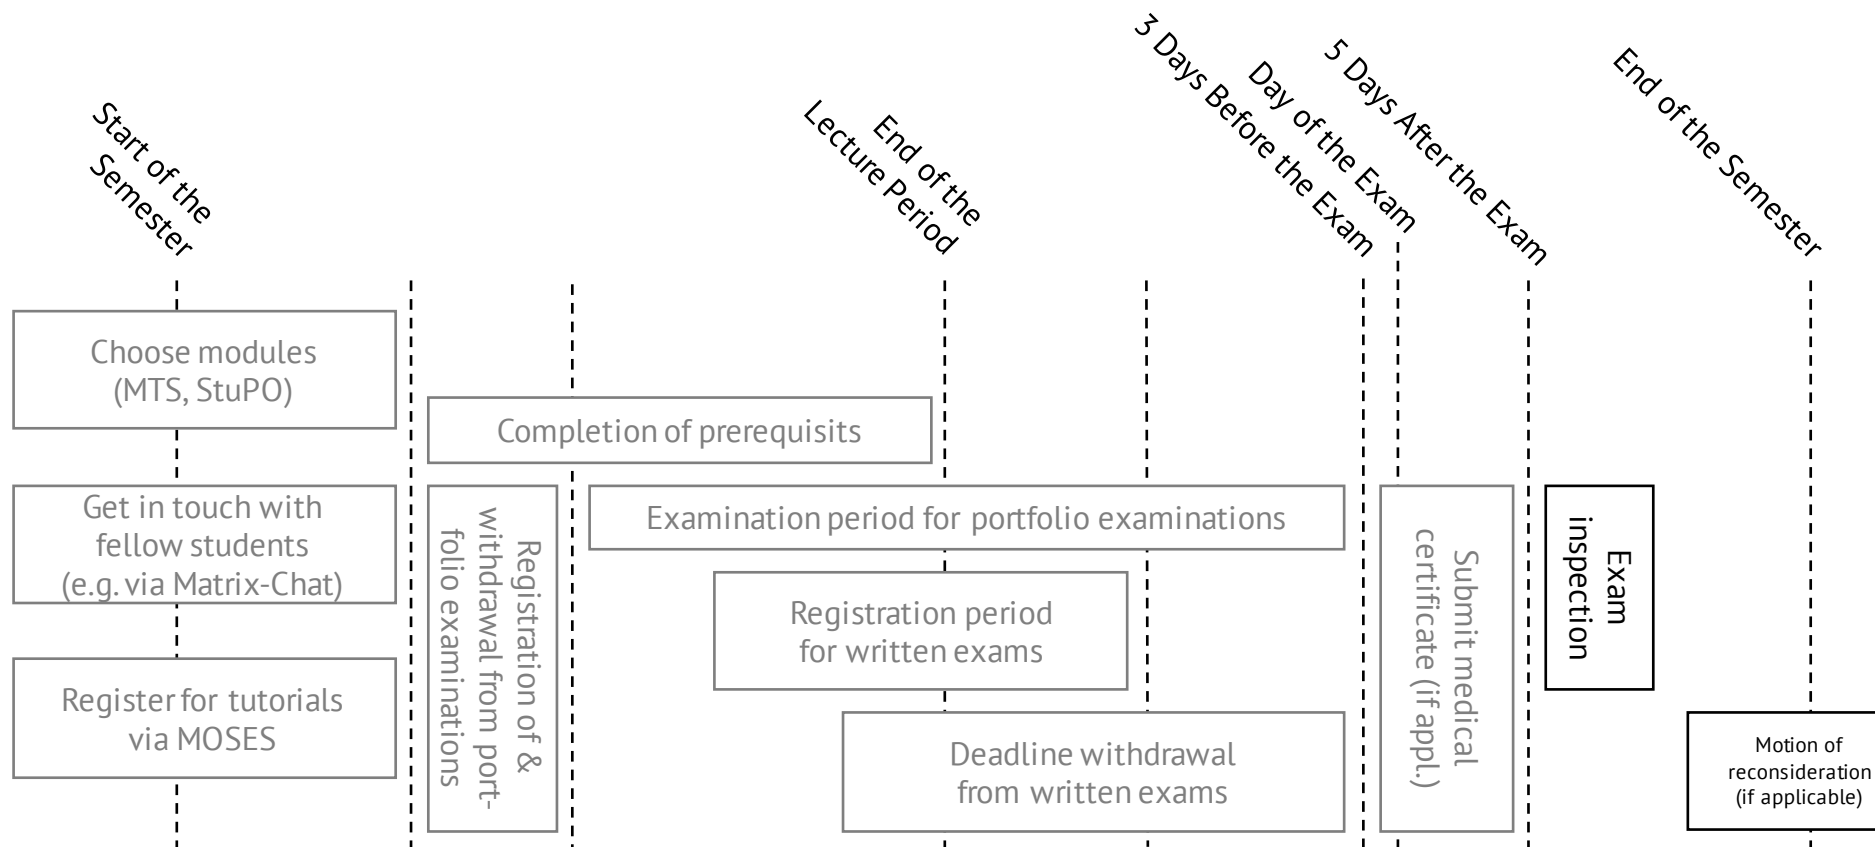 Start of the
Semester
End of the
Lecture Period
3 Days Before the Exam
Day of the Exam
5 Days After the Exam
End of the Semester
Choose modules
(MTS, StuPO)
Completion of prerequisits
Get in touch with
fellow students
(e.g. via Matrix-Chat)
Registration of &
withdrawal from port-
folio examinations
Examination period for portfolio examinations
Registration period
for written exams
Submit medical
certificate (if appl.)
Exam
inspection
Register for tutorials
via MOSES
Deadline withdrawal
from written exams
Motion of
reconsideration
(if applicable)